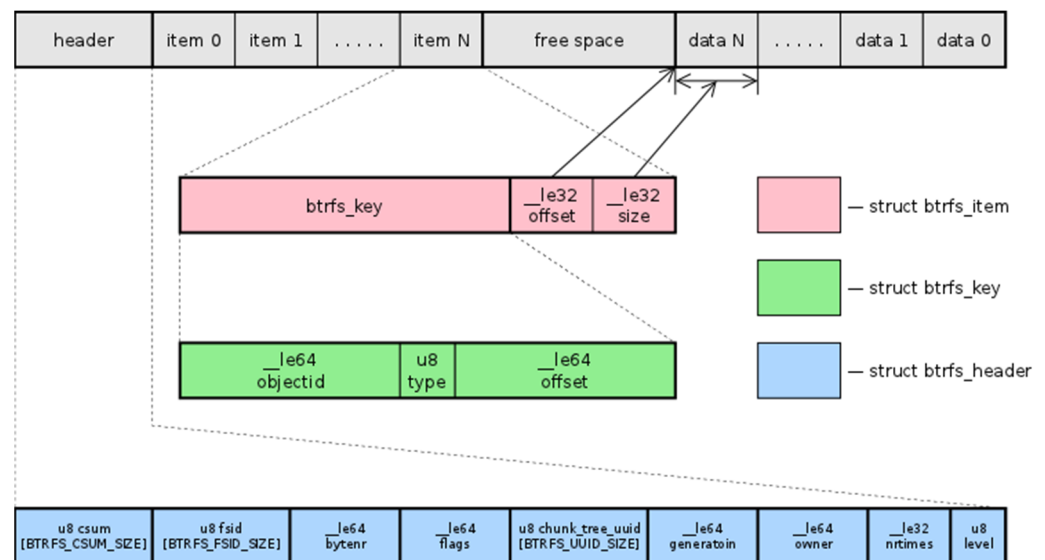 header item 0 item 1 . . . . . item N free space data N . . . . . data 1 data 0
btrfs_key __le32 offset __le32 size
— struct btrfs_item
— struct btrfs_key
__le64 objectid u8 type __le64 offset
— struct btrfs_header
u8 csum [BTRFS_CSUM_SIZE] u8 fsid [BTRFS_FSID_SIZE] __le64 bytenr __le64 flags u8 chunk_tree_uuid [BTRFS_UUID_SIZE] __le64 generatoin __le64 owner __le32 nrtimes u8 level